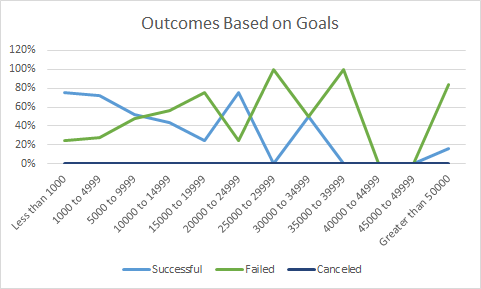 Outcomes Based on Goals
120%
100%
80%
60%
40%
20%
0%
Less than 1000
1000 to 4999
5000 to 9999
10000 to 14999
15000 to 19999
20000 to 24999
25000 to 29999
30000 to 34999
35000 to 39999
40000 to 44999
45000 to 49999
Greater than 50000
Successful Failed Canceled